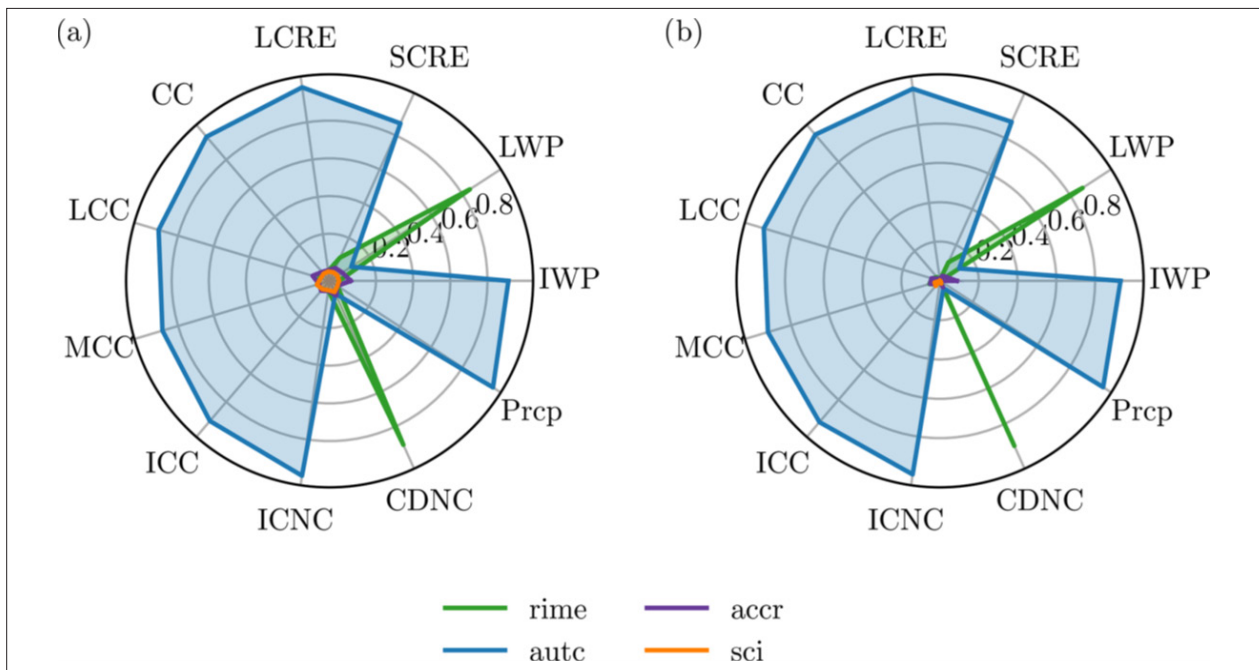 (a)
LCRE
SCRE
CC
LWP
LCC
0.8
0.6
0.4
0.2
IWP
MCC
Prcp
ICC
CDNC
ICNC
(b)
LCRE
SCRE
CC
LWP
LCC
0.8
0.6
0.4
0.2
IWP
MCC
Prcp
ICC
CDNC
ICNC
rime
accr
autc
sci